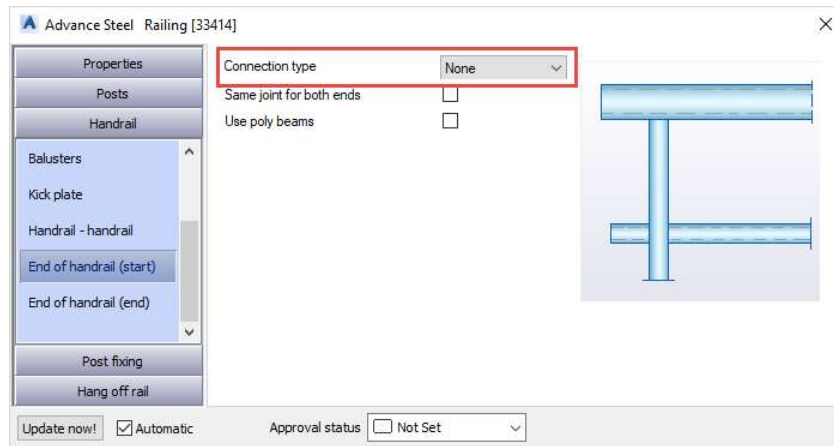 Advance Steel Railing [33414]
Properties
Posts
Handrail
Balusters
Kick plate
Handrail - handrail
End of handrail (start)
End of handrail (end)
Post fixing
Hang off rail
Connection type None
Same joint for both ends
Use poly beams
Update now! Automatic Approval status Not Set